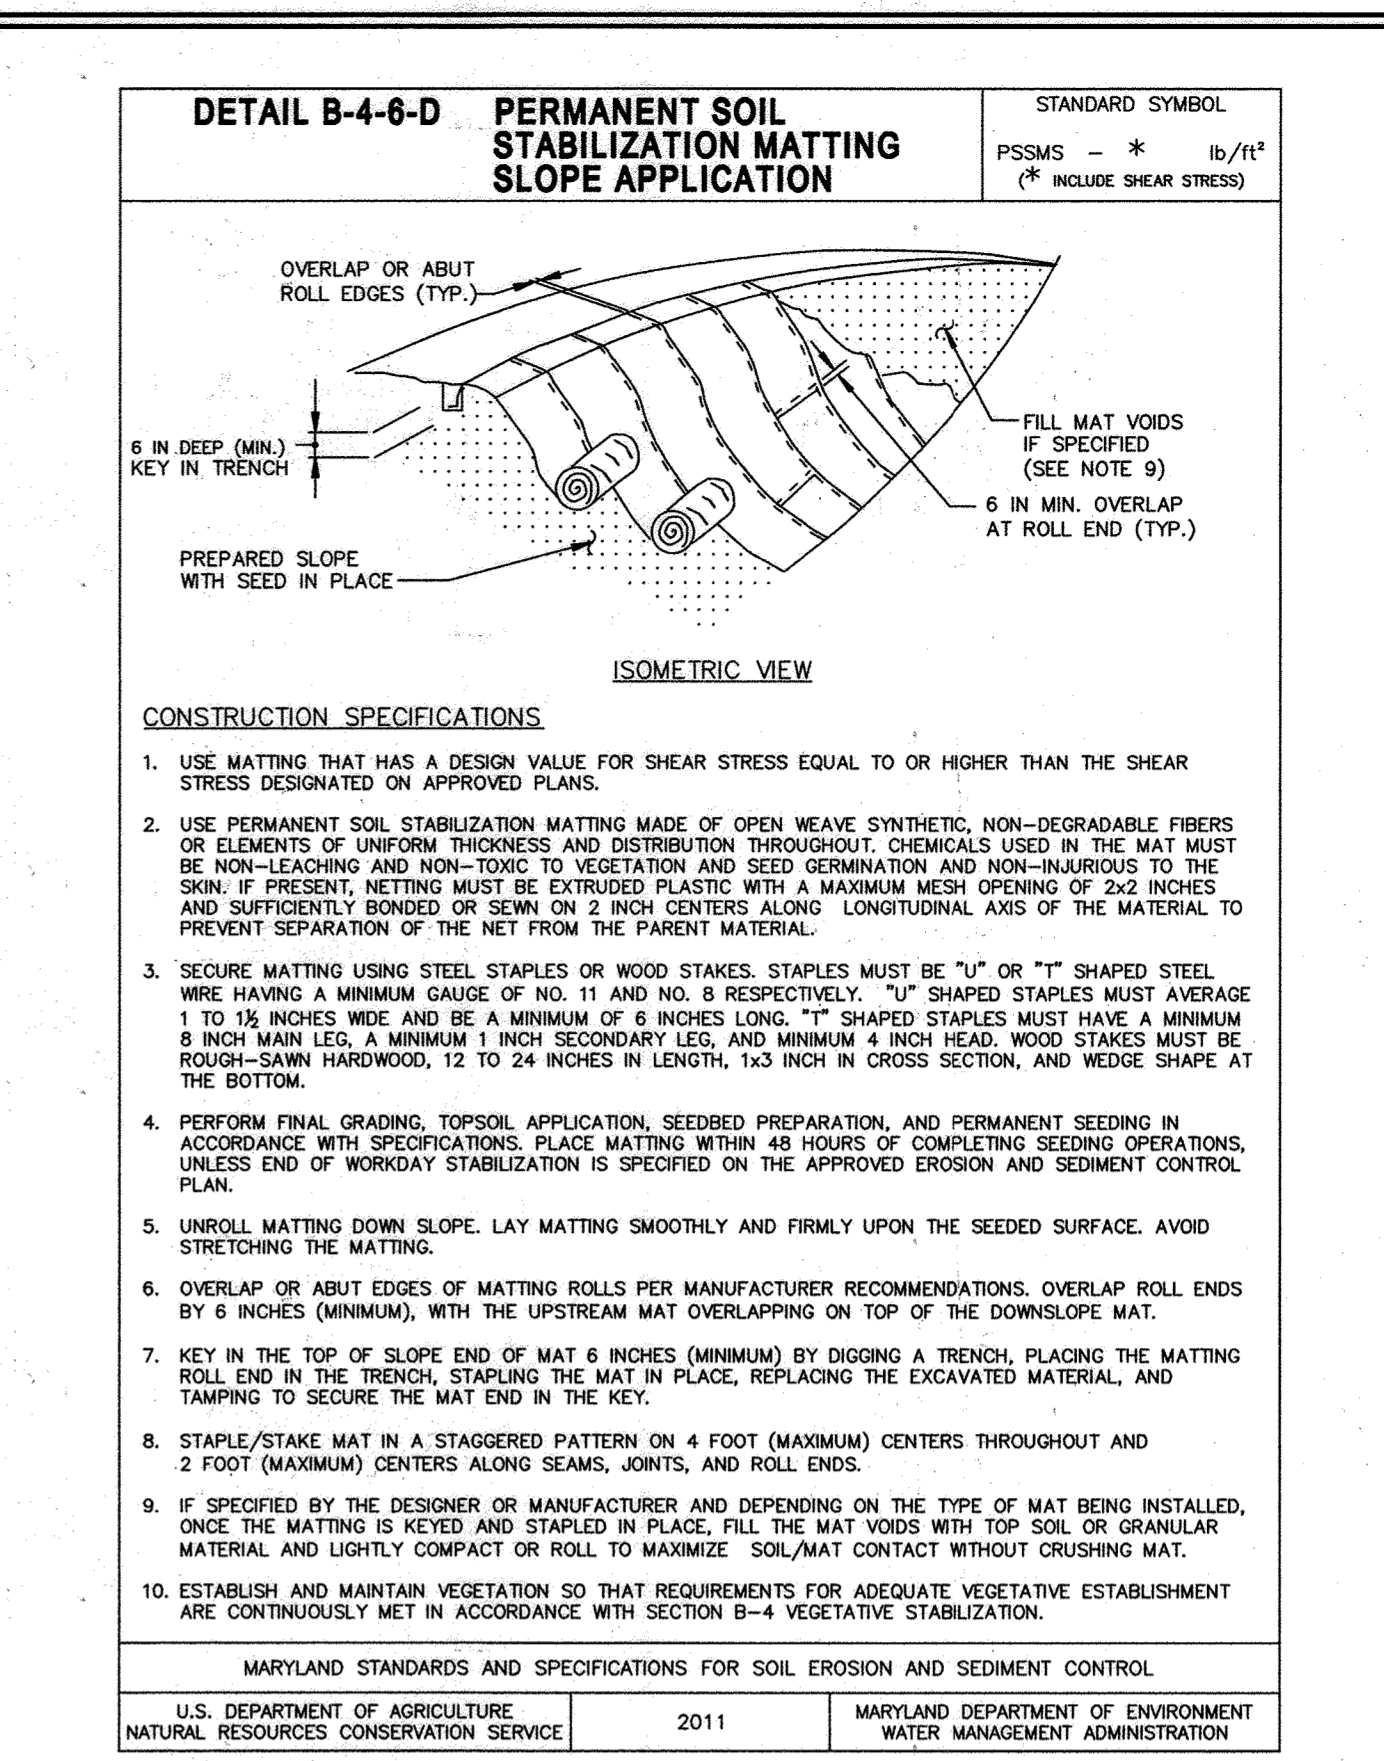 DETAIL B-4-6-D PERMANENT SOIL
STABILIZATION MATTING
SLOPE APPLICATION
STANDARD SYMBOL
PSSMS – * lb/ft²
(* INCLUDE SHEAR STRESS)
OVERLAP OR ABUT
ROLL EDGES (TYP.)
6 IN DEEP (MIN.)
KEY IN TRENCH
PREPARED SLOPE
WITH SEED IN PLACE
FILL MAT VOIDS
IF SPECIFIED
(SEE NOTE 9)
6 IN MIN. OVERLAP
AT ROLL END (TYP.)
ISOMETRIC VIEW
CONSTRUCTION SPECIFICATIONS
1. USE MATTING THAT HAS A DESIGN VALUE FOR SHEAR STRESS EQUAL TO OR HIGHER THAN THE SHEAR
STRESS DESIGNATED ON APPROVED PLANS.
2. USE PERMANENT SOIL STABILIZATION MATTING MADE OF OPEN WEAVE SYNTHETIC, NON-DEGRADABLE FIBERS
OR ELEMENTS OF UNIFORM THICKNESS AND DISTRIBUTION THROUGHOUT. CHEMICALS USED IN THE MAT MUST
BE NON-LEACHING AND NON-TOXIC TO VEGETATION AND SEED GERMINATION AND NON-INJURIOUS TO THE
SKIN. IF PRESENT, NETTING MUST BE EXTRUDED PLASTIC WITH A MAXIMUM MESH OPENING OF 2x2 INCHES
AND SUFFICIENTLY BONDED OR SEWN ON 2 INCH CENTERS ALONG LONGITUDINAL AXIS OF THE MATERIAL TO
PREVENT SEPARATION OF THE NET FROM THE PARENT MATERIAL.
3. SECURE MATTING USING STEEL STAPLES OR WOOD STAKES. STAPLES MUST BE "U" OR "T" SHAPED STEEL
WIRE HAVING A MINIMUM GAUGE OF NO. 11 AND NO. 8 RESPECTIVELY. "U" SHAPED STAPLES MUST AVERAGE
1 TO 1½ INCHES WIDE AND BE A MINIMUM OF 6 INCHES LONG. "T" SHAPED STAPLES MUST HAVE A MINIMUM
8 INCH MAIN LEG, A MINIMUM 1 INCH SECONDARY LEG, AND MINIMUM 4 INCH HEAD. WOOD STAKES MUST BE
ROUGH-SAWN HARDWOOD, 12 TO 24 INCHES IN LENGTH, 1x3 INCH IN CROSS SECTION, AND WEDGE SHAPE AT
THE BOTTOM.
4. PERFORM FINAL GRADING, TOPSOIL APPLICATION, SEEDBED PREPARATION, AND PERMANENT SEEDING IN
ACCORDANCE WITH SPECIFICATIONS. PLACE MATTING WITHIN 48 HOURS OF COMPLETING SEEDING OPERATIONS,
UNLESS END OF WORKDAY STABILIZATION IS SPECIFIED ON THE APPROVED EROSION AND SEDIMENT CONTROL
PLAN.
5. UNROLL MATTING DOWN SLOPE. LAY MATTING SMOOTHLY AND FIRMLY UPON THE SEEDED SURFACE. AVOID
STRETCHING THE MATTING.
6. OVERLAP OR ABUT EDGES OF MATTING ROLLS PER MANUFACTURER RECOMMENDATIONS. OVERLAP ROLL ENDS
BY 6 INCHES (MINIMUM), WITH THE UPSTREAM MAT OVERLAPPING ON TOP OF THE DOWNSLOPE MAT.
7. KEY IN THE TOP OF SLOPE END OF MAT 6 INCHES (MINIMUM) BY DIGGING A TRENCH, PLACING THE MATTING
ROLL END IN THE TRENCH, STAPLING THE MAT IN PLACE, REPLACING THE EXCAVATED MATERIAL, AND
TAMPING TO SECURE THE MAT END IN THE KEY.
8. STAPLE/STAKE MAT IN A STAGGERED PATTERN ON 4 FOOT (MAXIMUM) CENTERS THROUGHOUT AND
2 FOOT (MAXIMUM) CENTERS ALONG SEAMS, JOINTS, AND ROLL ENDS.
9. IF SPECIFIED BY THE DESIGNER OR MANUFACTURER AND DEPENDING ON THE TYPE OF MAT BEING INSTALLED,
ONCE THE MATTING IS KEYED AND STAPLED IN PLACE, FILL THE MAT VOIDS WITH TOP SOIL OR GRANULAR
MATERIAL AND LIGHTLY COMPACT OR ROLL TO MAXIMIZE SOIL/MAT CONTACT WITHOUT CRUSHING MAT.
10. ESTABLISH AND MAINTAIN VEGETATION SO THAT REQUIREMENTS FOR ADEQUATE VEGETATIVE ESTABLISHMENT
ARE CONTINUOUSLY MET IN ACCORDANCE WITH SECTION B-4 VEGETATIVE STABILIZATION.
MARYLAND STANDARDS AND SPECIFICATIONS FOR SOIL EROSION AND SEDIMENT CONTROL
U.S. DEPARTMENT OF AGRICULTURE
NATURAL RESOURCES CONSERVATION SERVICE
2011
MARYLAND DEPARTMENT OF ENVIRONMENT
WATER MANAGEMENT ADMINISTRATION